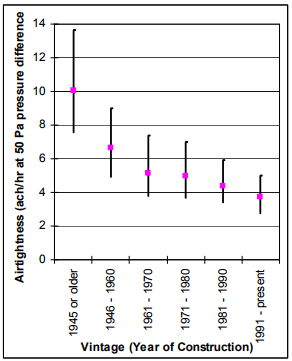 Airtightness (ach/hr at 50 Pa pressure difference
14
12
10
8
6
4
2
0
1945 or older
1946 - 1960
1961 - 1970
1971 - 1980
1981 - 1990
1991 - present
Vintage (Year of Construction)